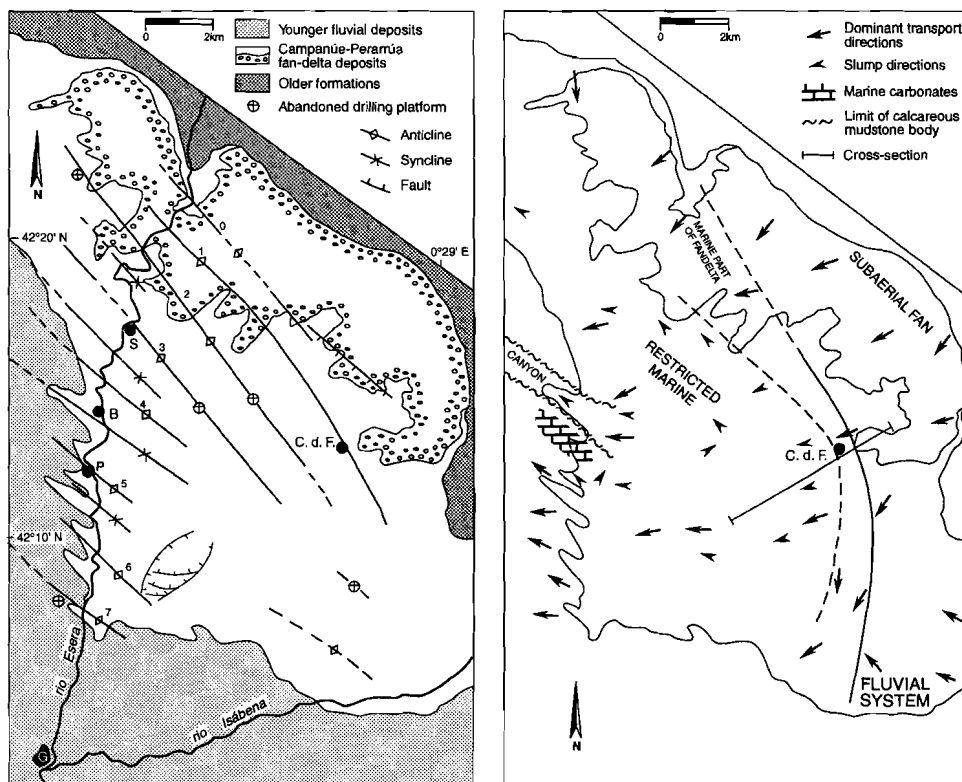 0 2km
Younger fluvial deposits
Campanúe-Perarrúa
fan-delta deposits
Older formations
Abandoned drilling platform
Anticline
Syncline
Fault
N
42°20' N
0°29' E
0
1
2
S
3
B
4
C. d. F.
P
5
42°10' N
6
7
río Esera
río Isábena
G
0 2km
Dominant transport
directions
Slump directions
Marine carbonates
Limit of calcareous
mudstone body
Cross-section
MARINE PART
OF FANDELTA
SUBAERIAL FAN
RESTRICTED
MARINE
CANYON
C. d. F.
FLUVIAL
SYSTEM
N